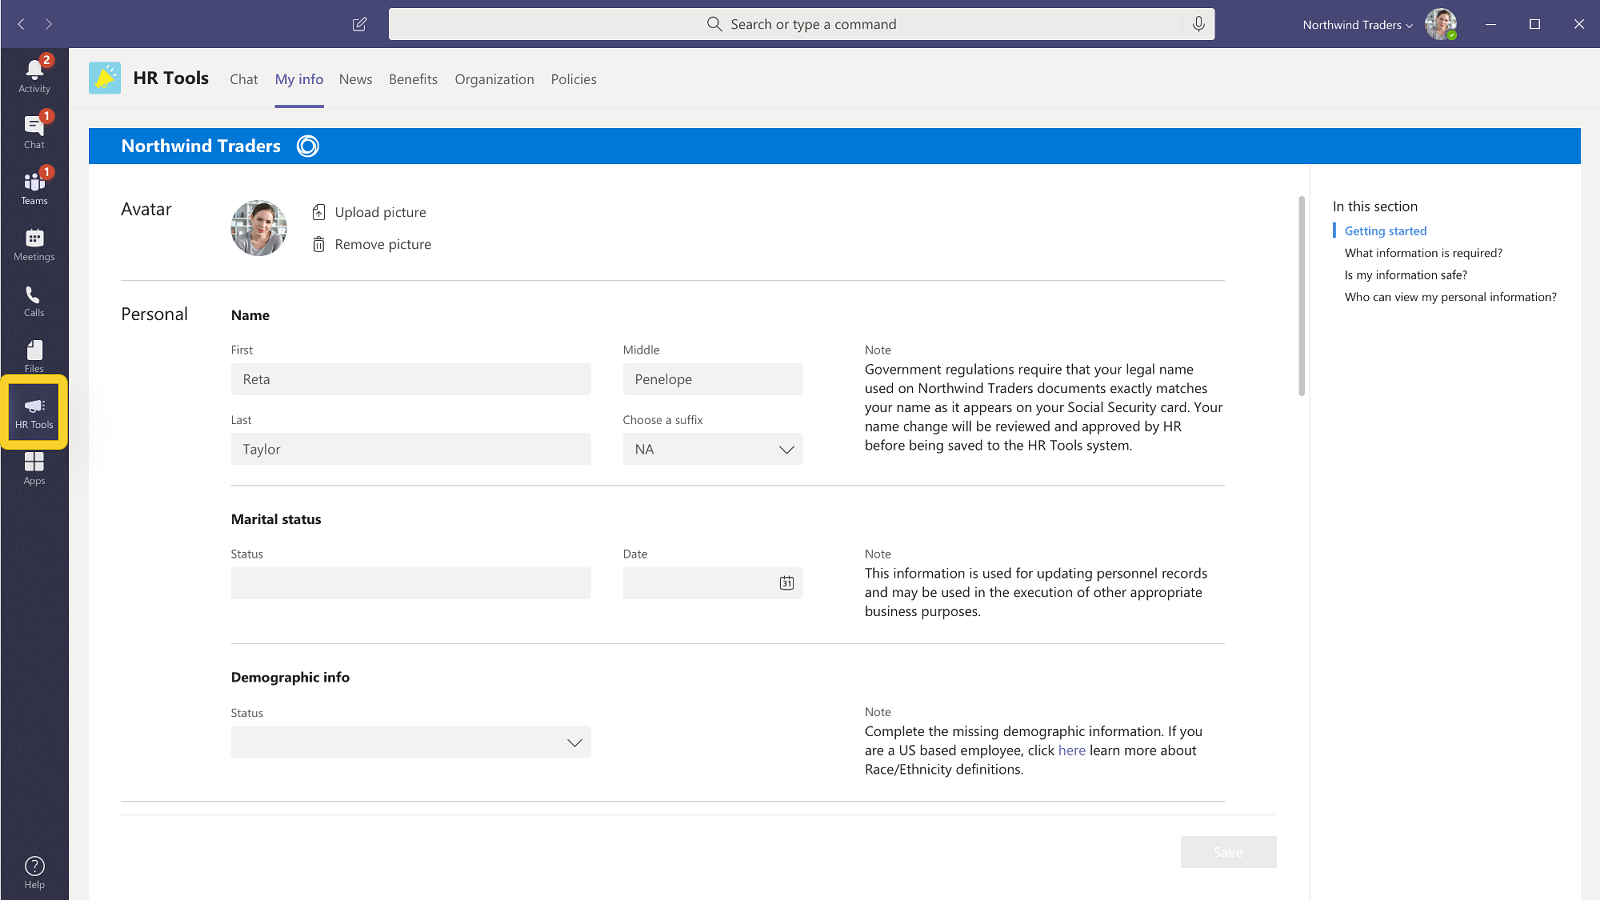 Search or type a command
Northwind Traders
2
Activity
1
Chat
1
Teams
Meetings
Calls
Files
HR Tools
Apps
Help
HR Tools
Chat
My info
News
Benefits
Organization
Policies
Northwind Traders
Avatar
Upload picture
Remove picture
Personal
Name
First
Reta
Middle
Penelope
Last
Taylor
Choose a suffix
NA
Note
Government regulations require that your legal name
used on Northwind Traders documents exactly matches
your name as it appears on your Social Security card. Your
name change will be reviewed and approved by HR
before being saved to the HR Tools system.
Marital status
Status
Date
31
Note
This information is used for updating personnel records
and may be used in the execution of other appropriate
business purposes.
Demographic info
Status
Note
Complete the missing demographic information. If you
are a US based employee, click here learn more about
Race/Ethnicity definitions.
Save
In this section
Getting started
What information is required?
Is my information safe?
Who can view my personal information?